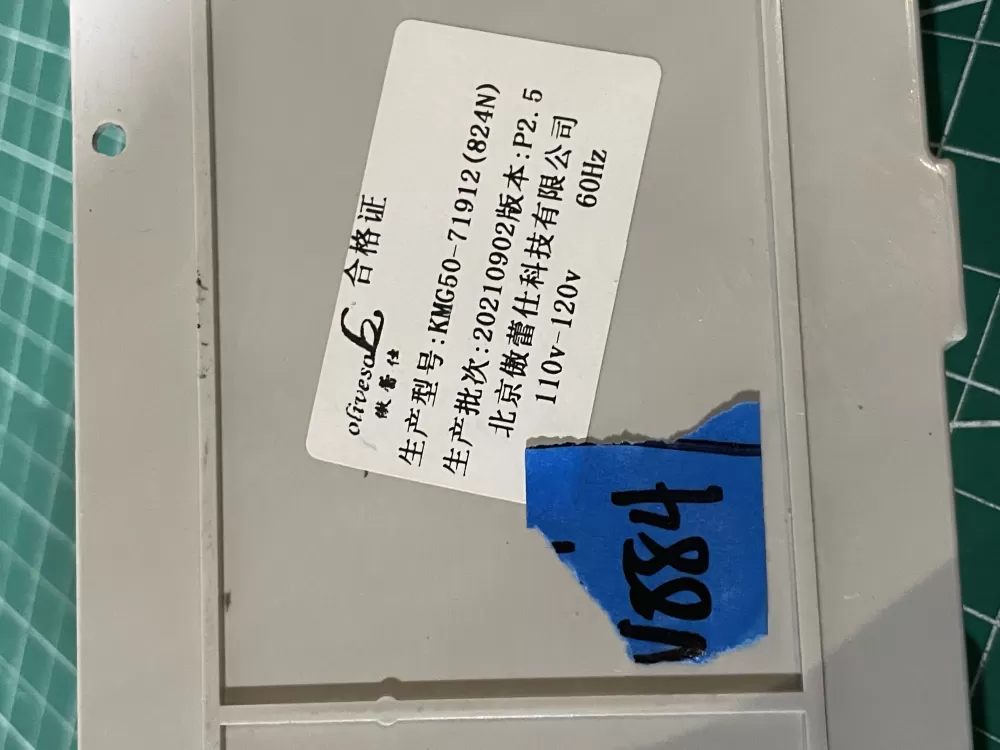 olivesab 合格证
傲蕾仕
生产型号:KMG50-71912(824N)
生产批次:20210902版本:P2.5
北京傲蕾仕科技有限公司
110v-120v 60Hz
V884